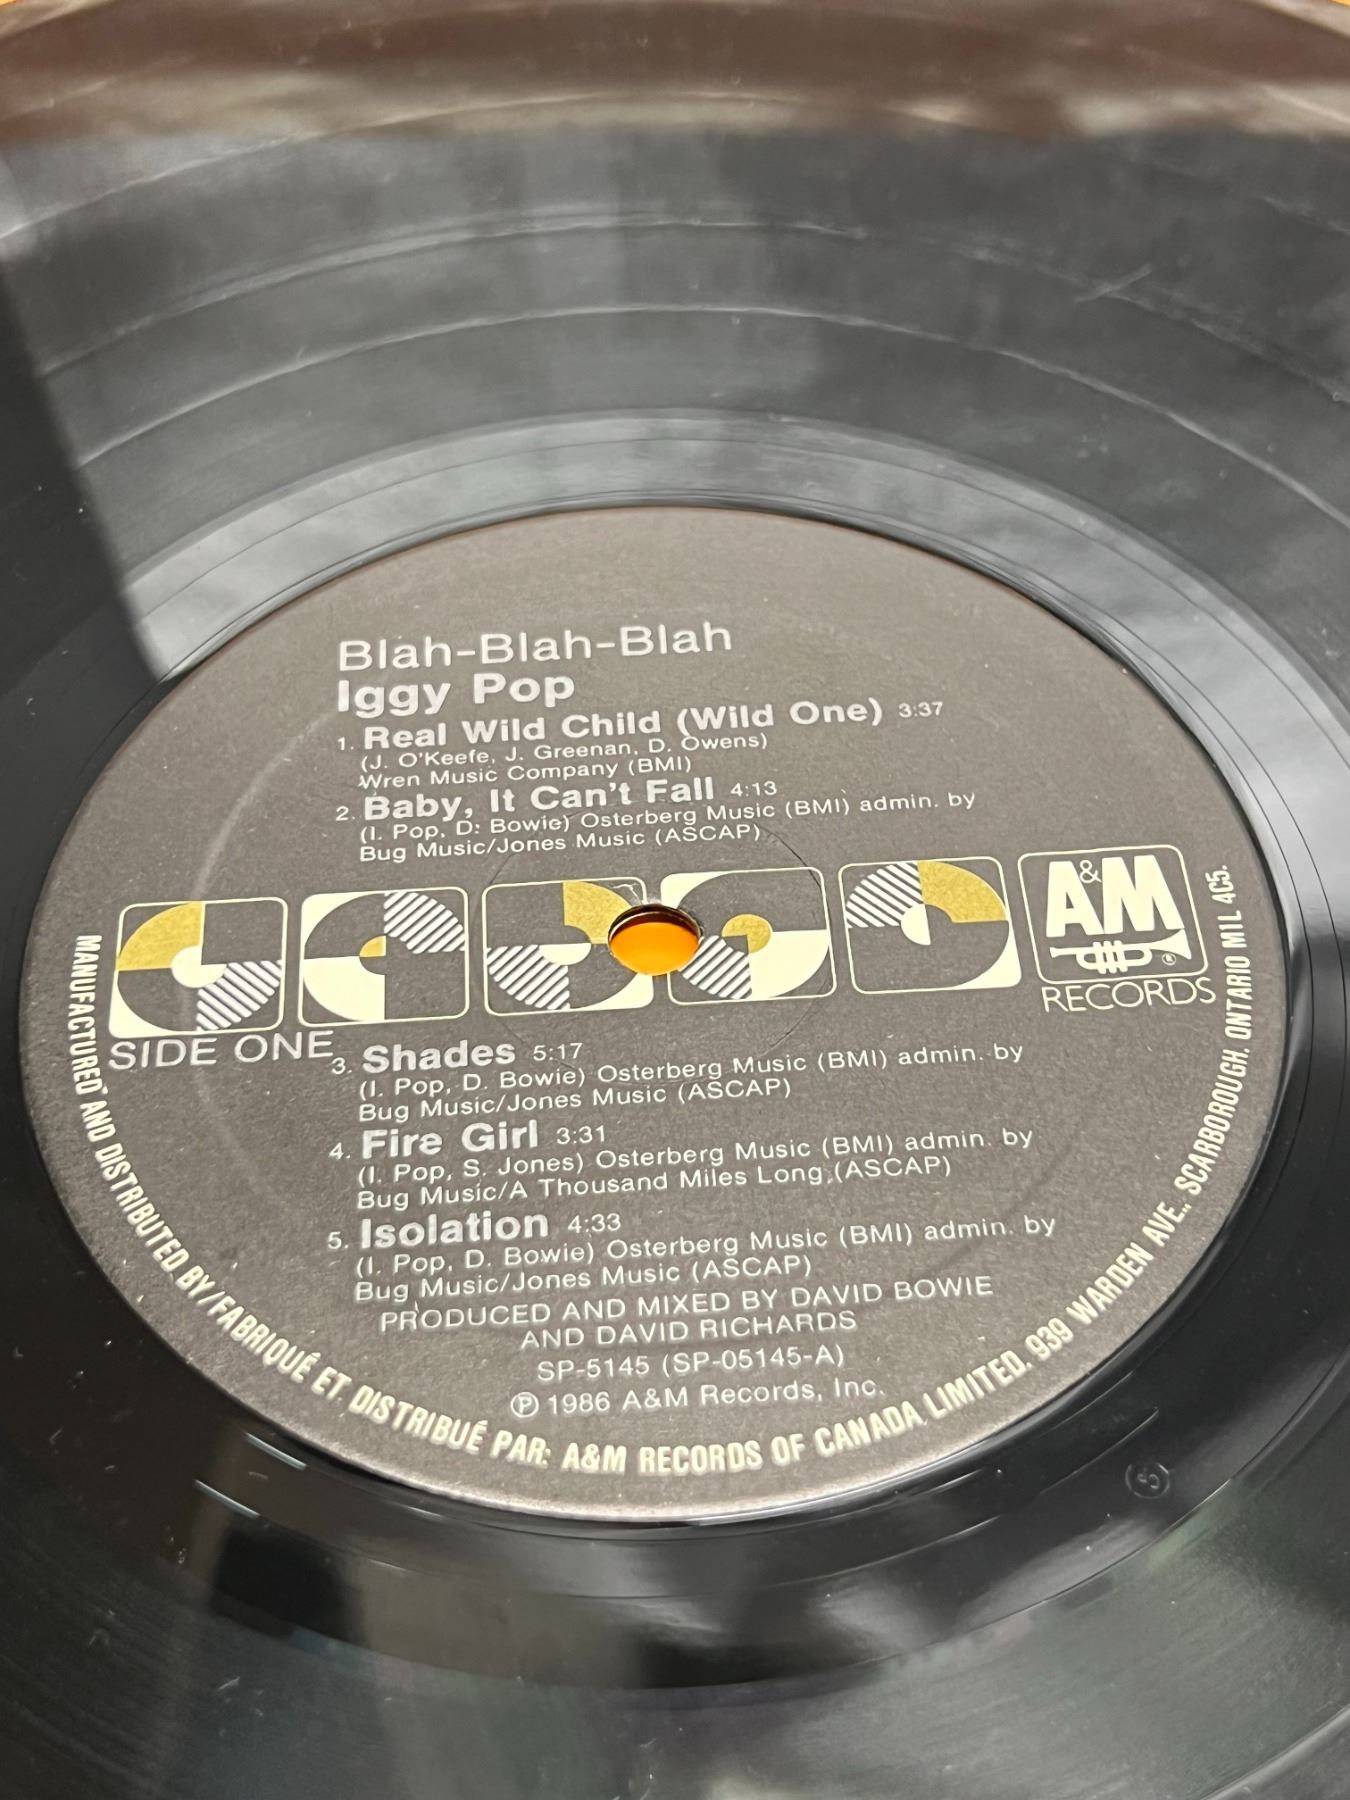 Blah-Blah-Blah
Iggy Pop
1. Real Wild Child (Wild One) 3:37
(J. O'Keefe, J. Greenan, D. Owens)
Wren Music Company (BMI)
2. Baby, It Can't Fall 4:13
(I. Pop, D. Bowie) Osterberg Music (BMI) admin. by
Bug Music/Jones Music (ASCAP)
A&M
®
RECORDS
SIDE ONE
3. Shades 5:17
(I. Pop, D. Bowie) Osterberg Music (BMI) admin. by
Bug Music/Jones Music (ASCAP)
4. Fire Girl 3:31
(I. Pop, S. Jones) Osterberg Music (BMI) admin. by
Bug Music/A Thousand Miles Long (ASCAP)
5. Isolation 4:33
(I. Pop, D. Bowie) Osterberg Music (BMI) admin. by
Bug Music/Jones Music (ASCAP)
PRODUCED AND MIXED BY DAVID BOWIE
AND DAVID RICHARDS
SP-5145 (SP-05145-A)
℗ 1986 A&M Records, Inc.
MANUFACTURED AND DISTRIBUTED BY/FABRIQUÉ ET DISTRIBUÉ PAR: A&M RECORDS OF CANADA LIMITED, 939 WARDEN AVE., SCARBOROUGH, ONTARIO M1L 4C5.